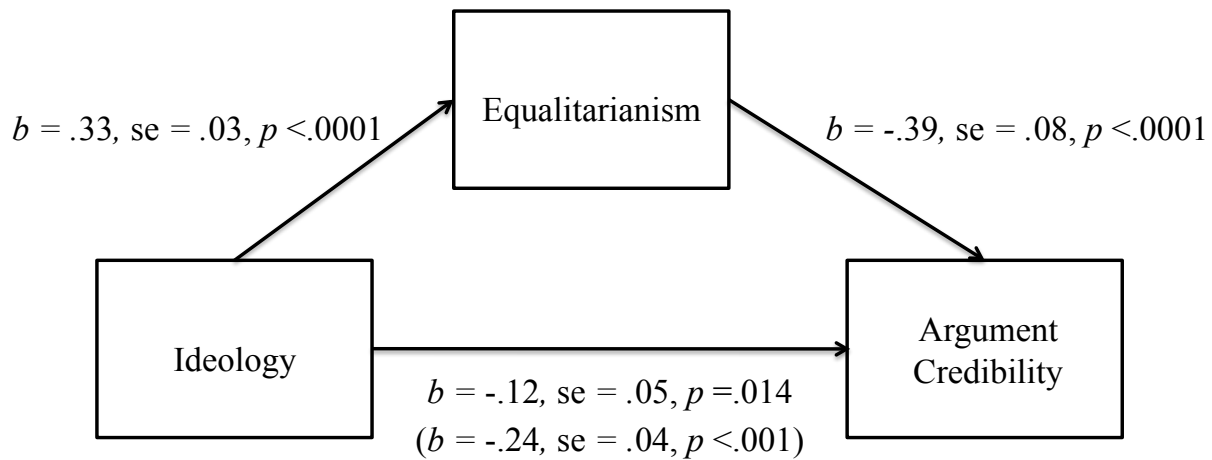 Equalitarianism
b = .33, se = .03, p <.0001
b = -.39, se = .08, p <.0001
Ideology
Argument
Credibility
b = -.12, se = .05, p =.014
(b = -.24, se = .04, p <.001)